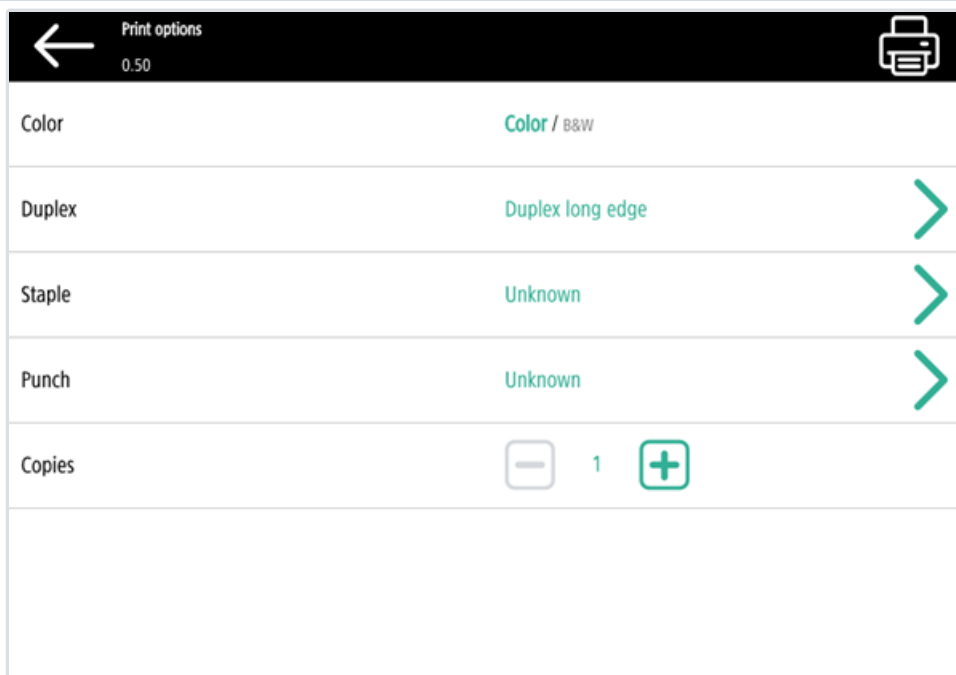 Print options
0.50
Color Color / B&W
Duplex Duplex long edge
Staple Unknown
Punch Unknown
Copies 1